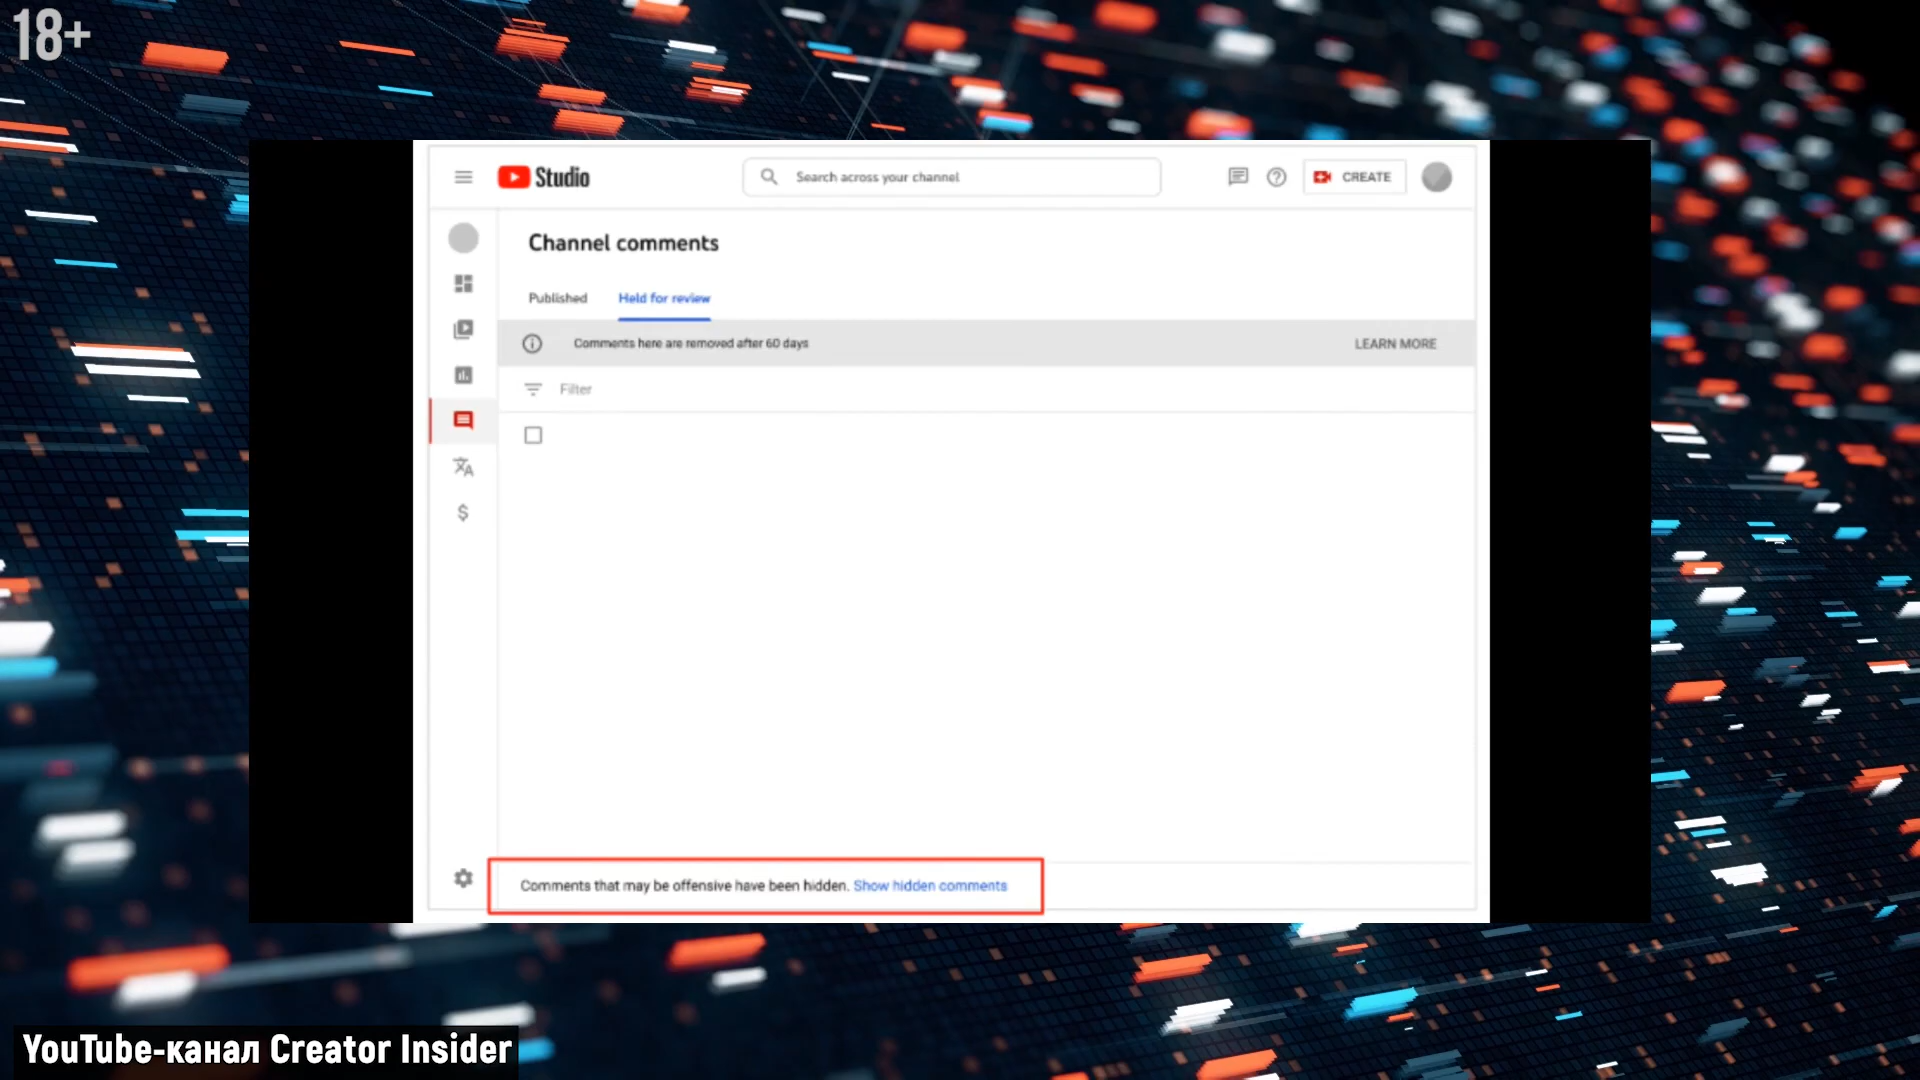 18+
Studio
Search across your channel
CREATE
Channel comments
Published
Held for review
Comments here are removed after 60 days
LEARN MORE
Filter
Comments that may be offensive have been hidden. Show hidden comments
YouTube-канал Creator Insider